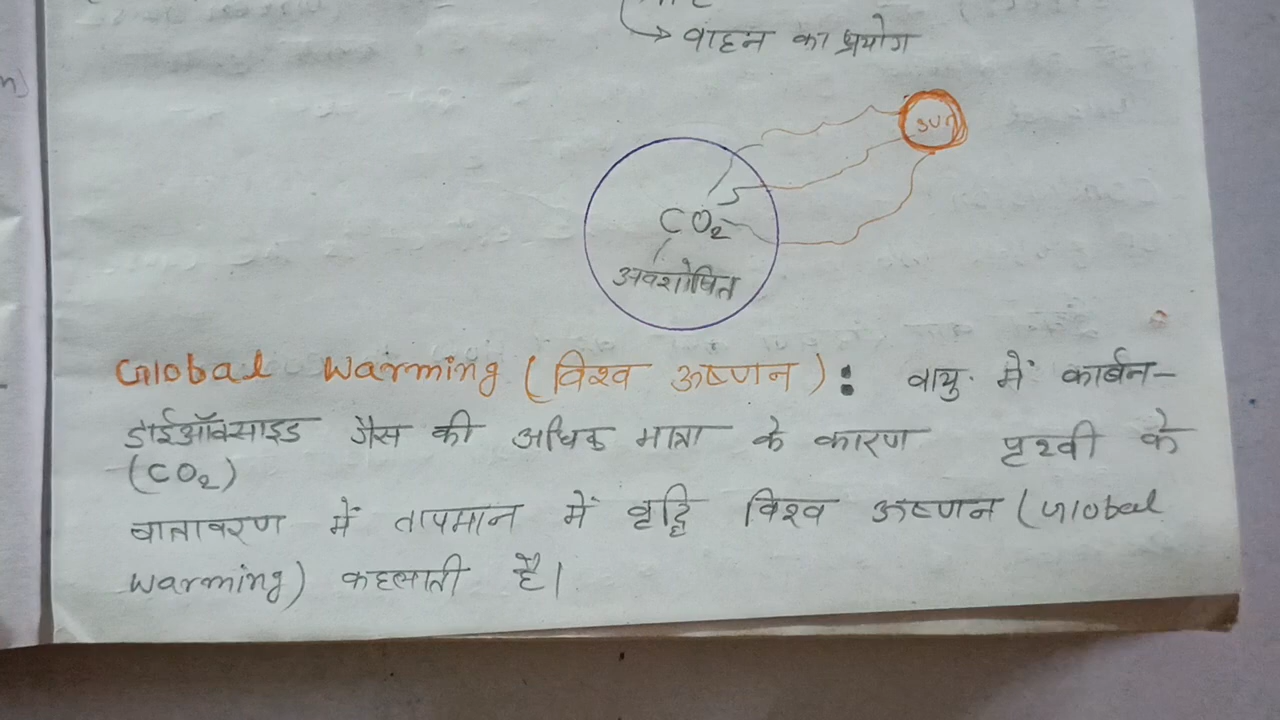 → वाहन का प्रयोग
sun
CO₂
अवशोषित
Global Warming (विश्व ऊष्णन) : वायु में कार्बन-
डाईऑक्साइड गैस की अधिक मात्रा के कारण पृथ्वी के
(CO₂)
वातावरण में तापमान में वृद्धि विश्व ऊष्णन (Global
warming) कहलाती है।